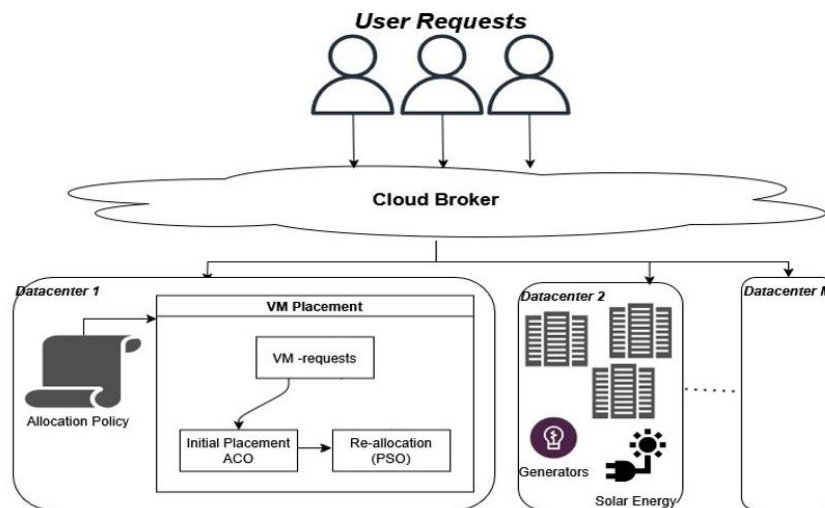 User Requests
Cloud Broker
Datacenter 1
VM Placement
VM -requests
Allocation Policy
Initial Placement
ACO
Re-allocation
(PSO)
Datacenter 2
Generators
Solar Energy
Datacenter